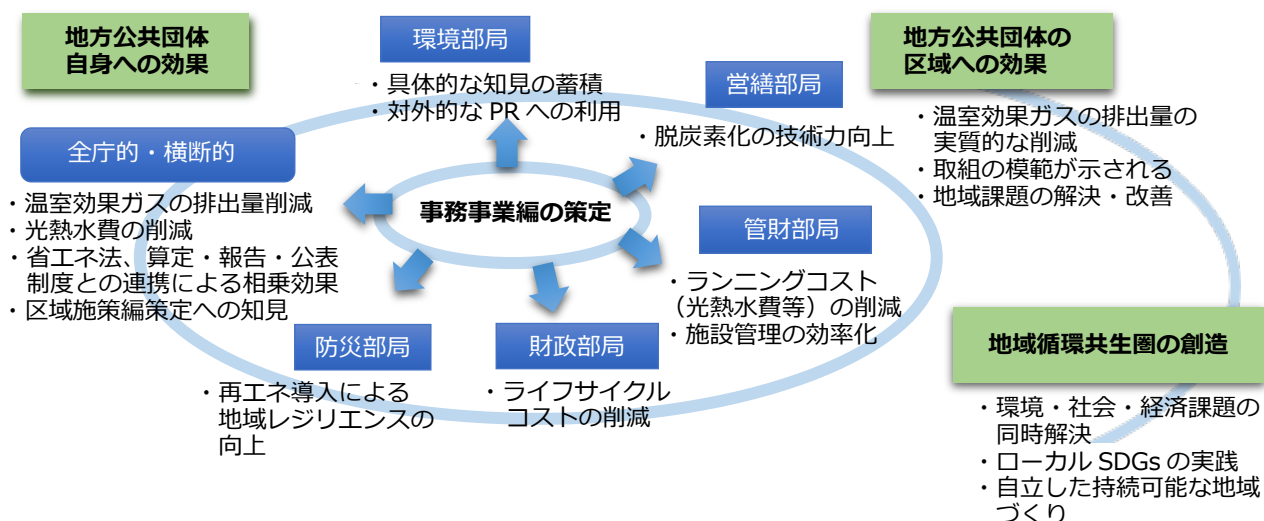 地方公共団体
自身への効果
環境部局
・具体的な知見の蓄積
・対外的な PR への利用
営繕部局
・脱炭素化の技術力向上
地方公共団体の
区域への効果
・温室効果ガスの排出量の
実質的な削減
・取組の模範が示される
・地域課題の解決・改善
全庁的・横断的
・温室効果ガスの排出量削減
・光熱水費の削減
・省エネ法、算定・報告・公表
制度との連携による相乗効果
・区域施策編策定への知見
事務事業編の策定
管財部局
・ランニングコスト
（光熱水費等）の削減
・施設管理の効率化
防災部局
・再エネ導入による
地域レジリエンスの
向上
財政部局
・ライフサイクル
コストの削減
地域循環共生圏の創造
・環境・社会・経済課題の
同時解決
・ローカル SDGs の実践
・自立した持続可能な地域
づくり